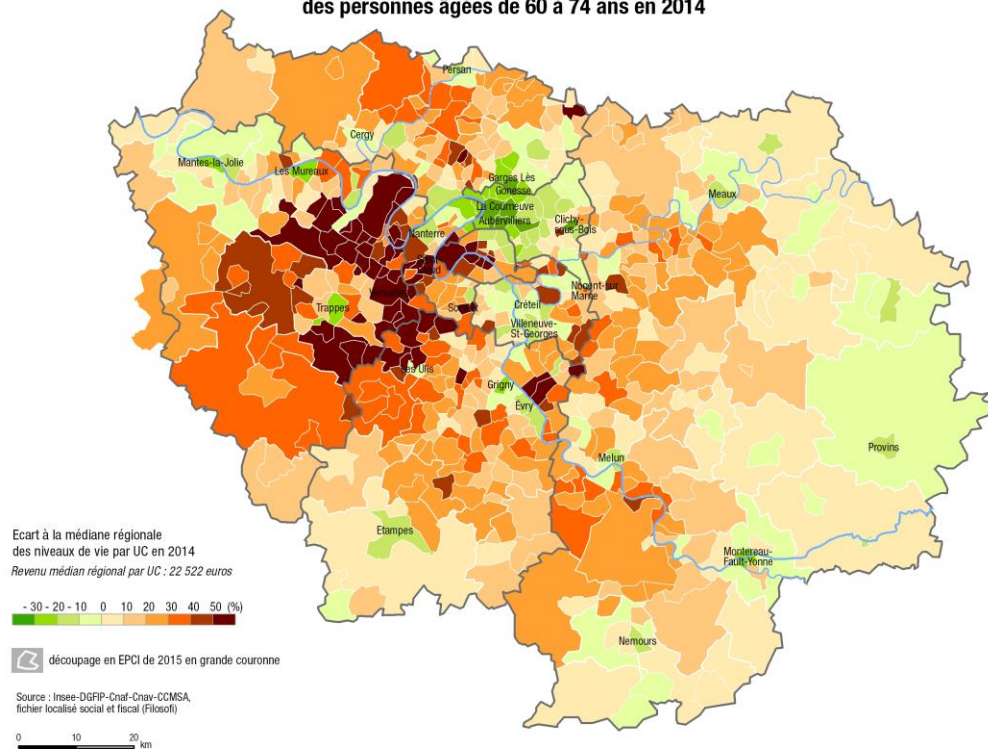 des personnes âgées de 60 à 74 ans en 2014
Persan
Cergy
Mantes-la-Jolie
Les Mureaux
Garges Lès
Gonesse
La Courneuve
Aubervilliers
Meaux
Clichy-
sous-Bois
Nanterre
Nogent-sur
Marne
Trappes
Créteil
Villeneuve-
St-Georges
Les Ulis
Grigny
Évry
Provins
Melun
Etampes
Montereau-
Fault-Yonne
Nemours
Ecart à la médiane régionale
des niveaux de vie par UC en 2014
Revenu médian régional par UC : 22 522 euros
- 30 - 20 - 10 0 10 20 30 40 50 (%)
découpage en EPCI de 2015 en grande couronne
Source : Insee-DGFIP-Cnaf-Cnav-CCMSA,
fichier localisé social et fiscal (Filosofi)
0 10 20 km